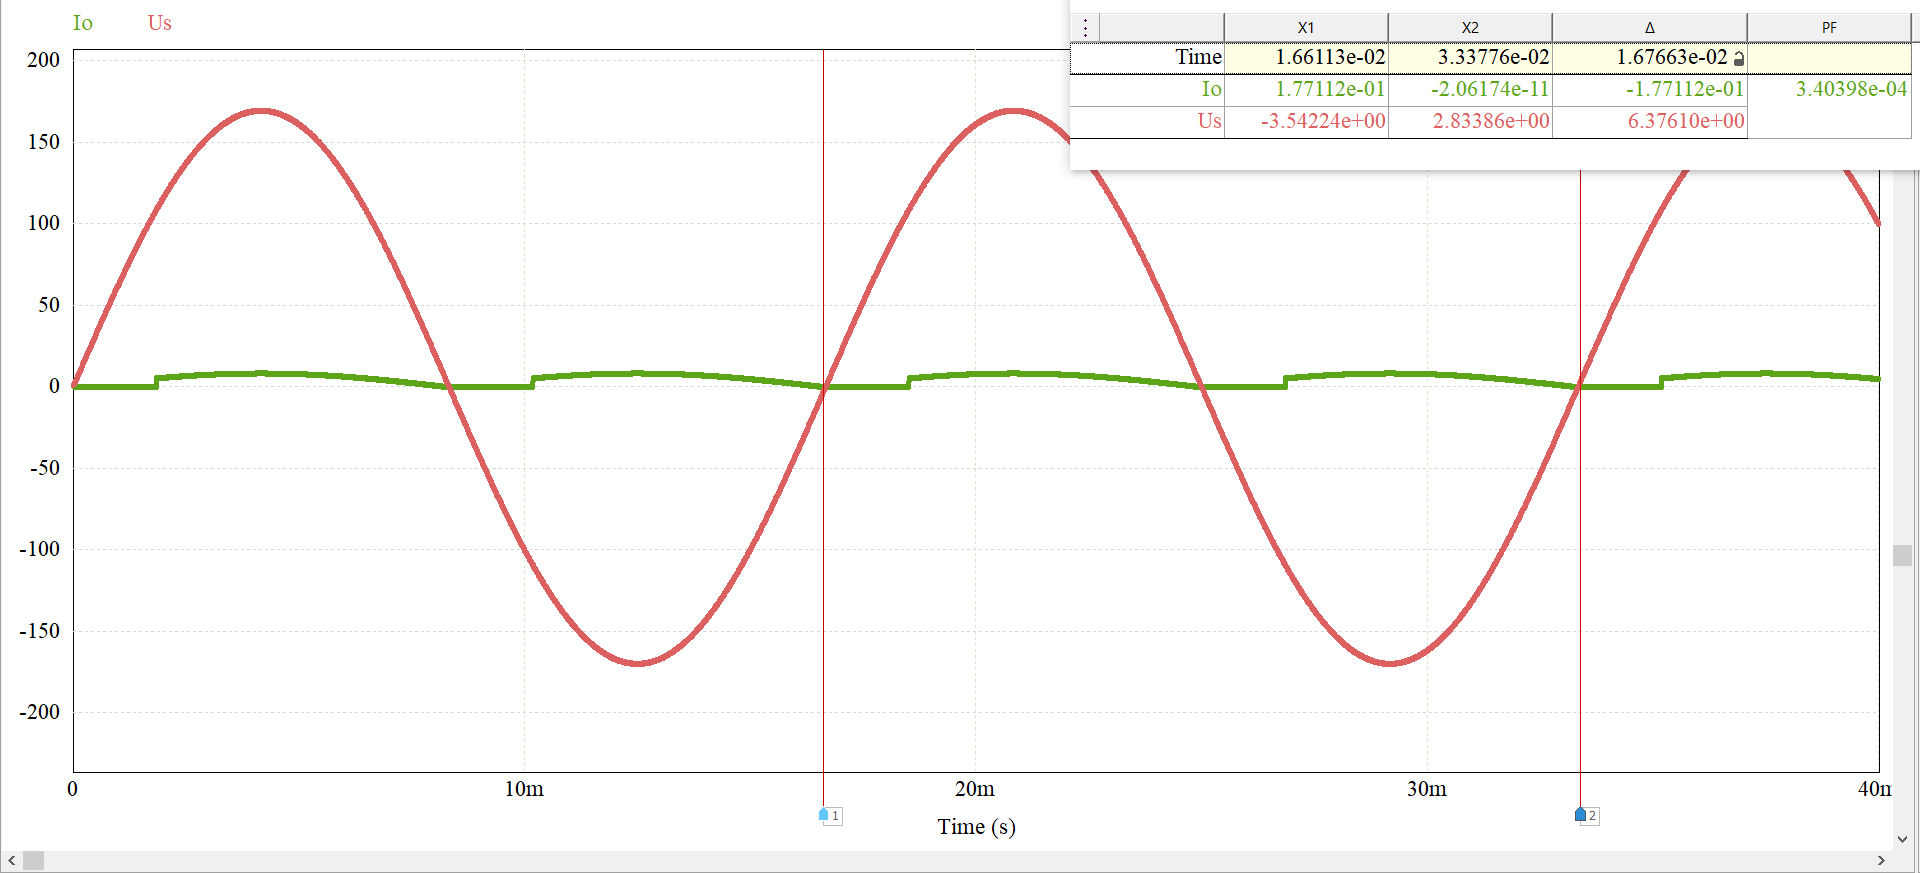 Io Us
X1 X2 Δ PF
Time 1.66113e-02 3.33776e-02 1.67663e-02
Io 1.77112e-01 -2.06174e-11 -1.77112e-01 3.40398e-04
Us -3.54224e+00 2.83386e+00 6.37610e+00
200
150
100
50
0
-50
-100
-150
-200
0 10m 20m 30m 40m
1 2
Time (s)